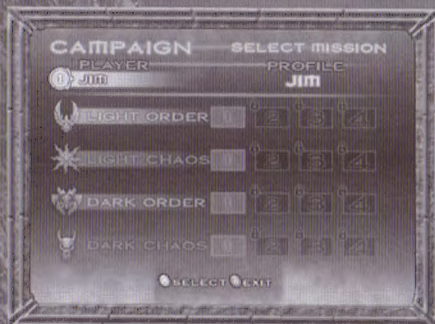 CAMPAIGN SELECT MISSION
PLAYER PROFILE
1 JIM JIM
LIGHT ORDER 1 2 3 4
LIGHT CHAOS 1 2 3 4
DARK ORDER 1 2 3 4
DARK CHAOS 1 2 3 4
SELECT EXIT